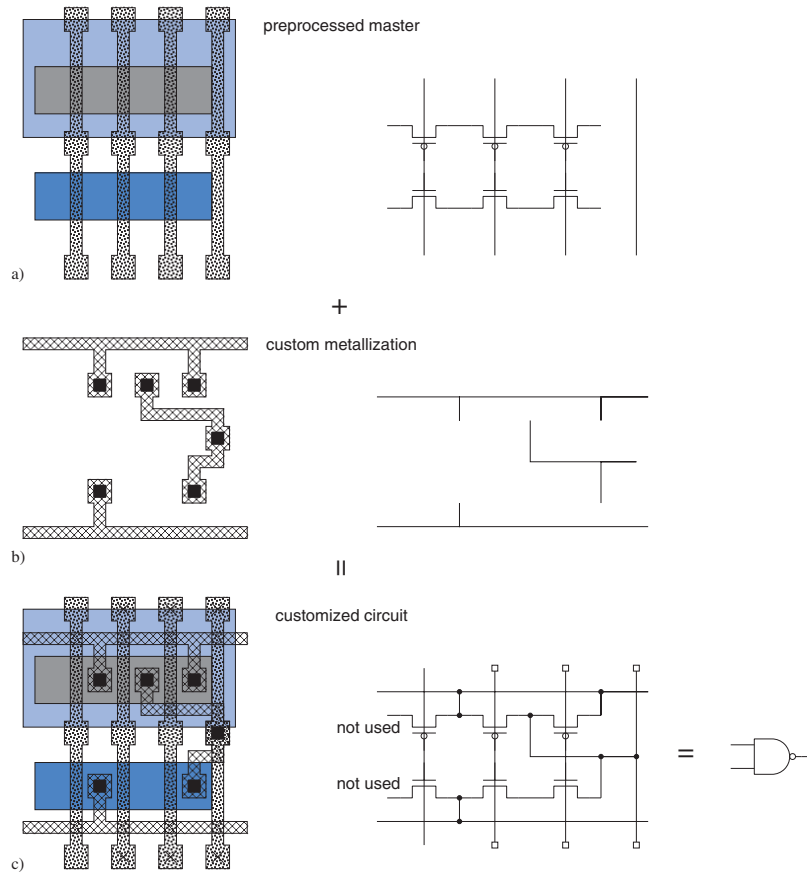 preprocessed master
a)
+
custom metallization
b)
=
customized circuit
not used
not used
=
c)